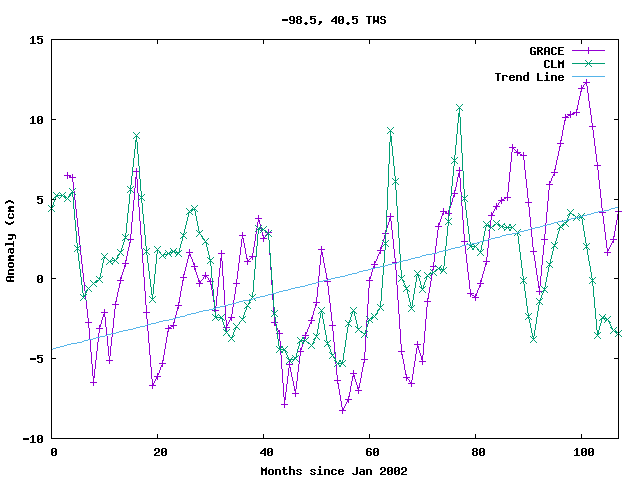 -98.5, 40.5 TWS
GRACE
CLM
Trend Line
15
10
5
0
-5
-10
Anomaly (cm)
0 20 40 60 80 100
Months since Jan 2002